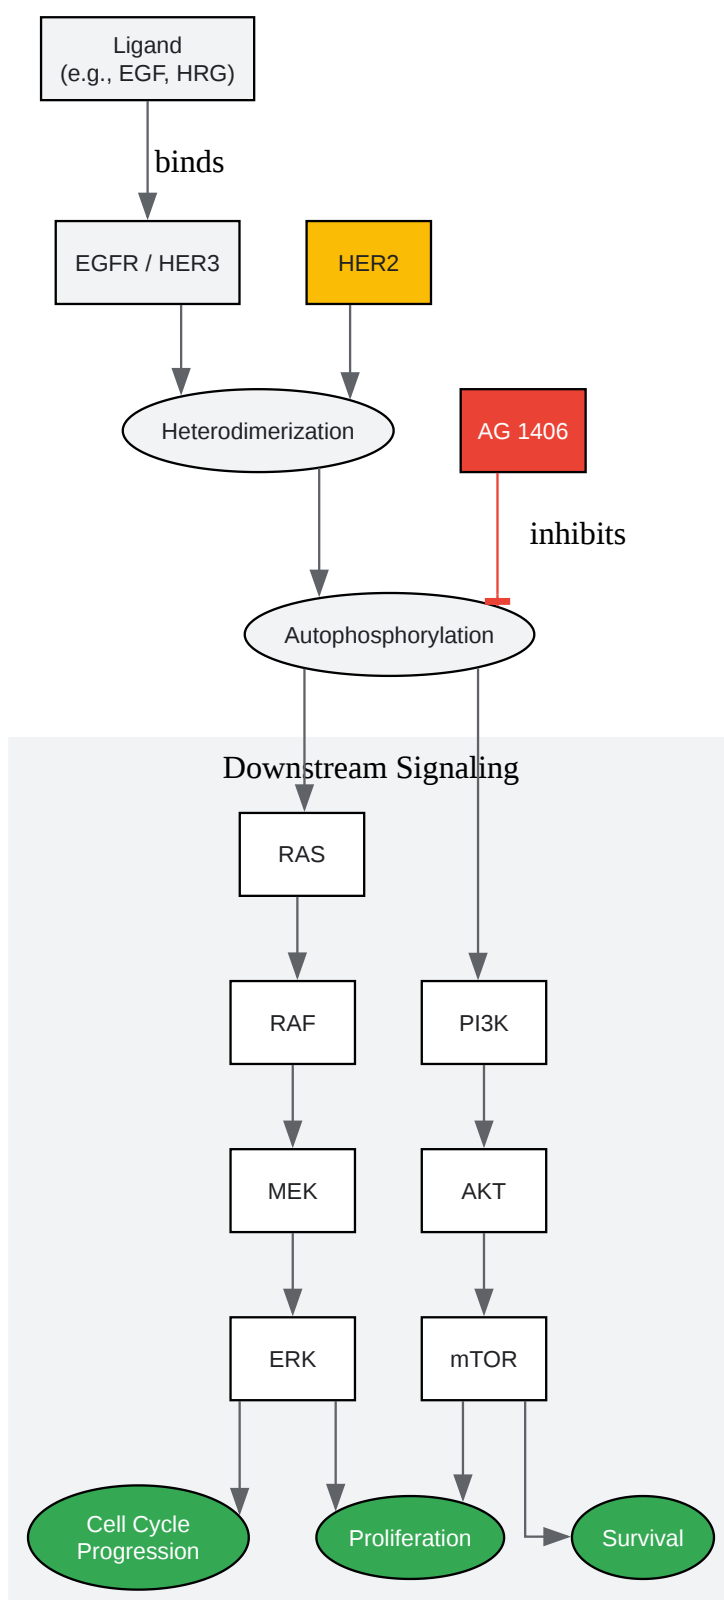 Ligand
(e.g., EGF, HRG)
binds
EGFR / HER3
HER2
Heterodimerization
AG 1406
inhibits
Autophosphorylation
Downstream Signaling
RAS
RAF
PI3K
MEK
AKT
ERK
mTOR
Cell Cycle
Progression
Proliferation
Survival